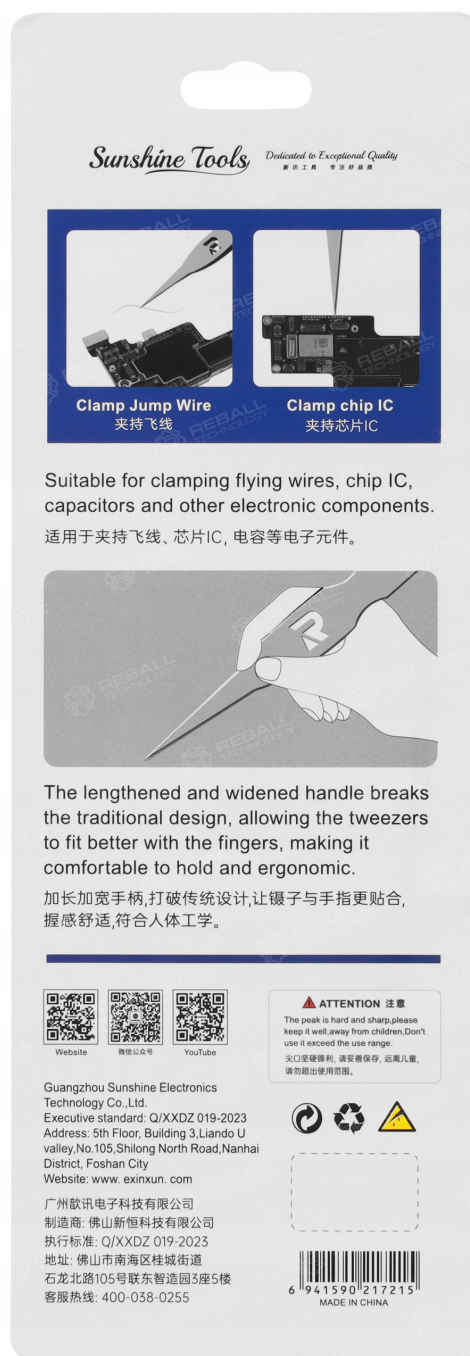 Sunshine Tools
Dedicated to Exceptional Quality
新讯工具 专注好品质
Clamp Jump Wire
夹持飞线
Clamp chip IC
夹持芯片IC
Suitable for clamping flying wires, chip IC,
capacitors and other electronic components.
适用于夹持飞线、芯片IC, 电容等电子元件。
The lengthened and widened handle breaks
the traditional design, allowing the tweezers
to fit better with the fingers, making it
comfortable to hold and ergonomic.
加长加宽手柄,打破传统设计,让镊子与手指更贴合,
握感舒适,符合人体工学。
Website
微信公众号
YouTube
ATTENTION 注意
The peak is hard and sharp,please
keep it well,away from children,Don't
use it exceed the use range.
尖口坚硬锋利, 请妥善保存, 远离儿童,
请勿超出使用范围。
Guangzhou Sunshine Electronics
Technology Co.,Ltd.
Executive standard: Q/XXDZ 019-2023
Address: 5th Floor, Building 3,Liando U
valley,No.105,Shilong North Road,Nanhai
District, Foshan City
Website: www. exinxun. com
广州歆讯电子科技有限公司
制造商: 佛山新恒科技有限公司
执行标准: Q/XXDZ 019-2023
地址: 佛山市南海区桂城街道
石龙北路105号联东智造园3座5楼
客服热线: 400-038-0255
6 941590 217215
MADE IN CHINA
REBALL
TECHNOLOGY